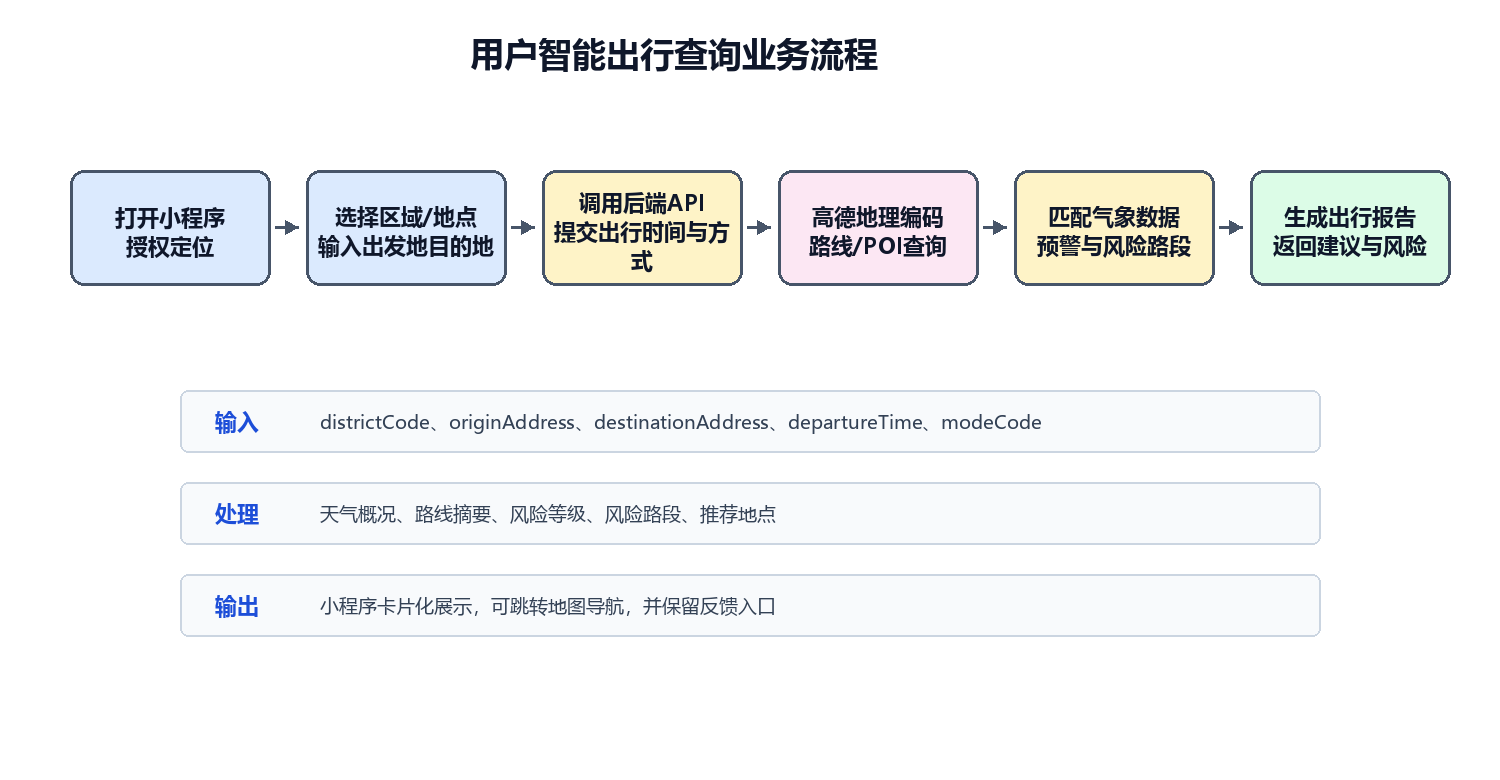 用户智能出行查询业务流程
打开小程序
授权定位
选择区域/地点
输入出发地目的地
调用后端API
提交出行时间与方
式
高德地理编码
路线/POI查询
匹配气象数据
预警与风险路段
生成出行报告
返回建议与风险
输入 districtCode、originAddress、destinationAddress、departureTime、modeCode
处理 天气概况、路线摘要、风险等级、风险路段、推荐地点
输出 小程序卡片化展示，可跳转地图导航，并保留反馈入口